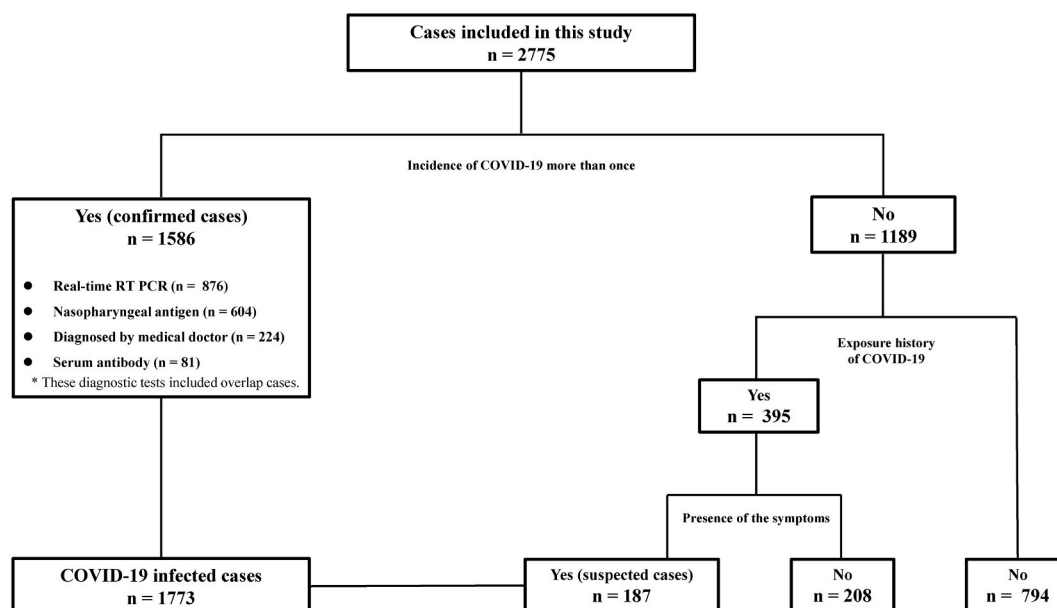 Cases included in this study
n = 2775
Incidence of COVID-19 more than once
Yes (confirmed cases)
n = 1586
● Real-time RT PCR (n = 876)
● Nasopharyngeal antigen (n = 604)
● Diagnosed by medical doctor (n = 224)
● Serum antibody (n = 81)
* These diagnostic tests included overlap cases.
No
n = 1189
Exposure history
of COVID-19
Yes
n = 395
Presence of the symptoms
COVID-19 infected cases
n = 1773
Yes (suspected cases)
n = 187
No
n = 208
No
n = 794